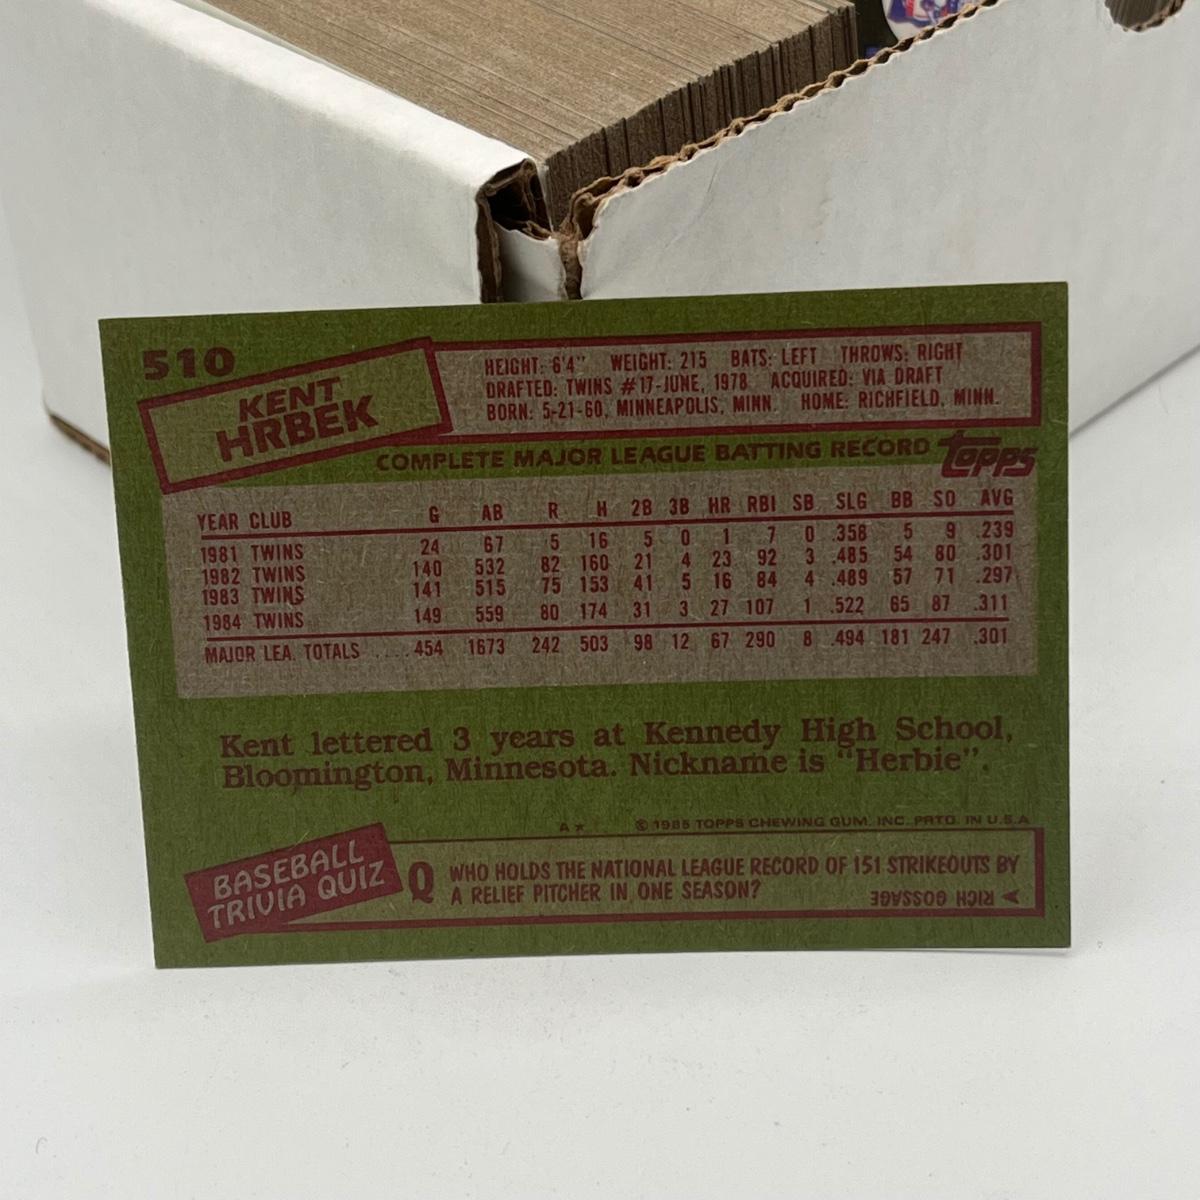 510
KENT
HRBEK
HEIGHT: 6'4" WEIGHT: 215 BATS: LEFT THROWS: RIGHT
DRAFTED: TWINS #17-JUNE, 1978 ACQUIRED: VIA DRAFT
BORN: 5-21-60, MINNEAPOLIS, MINN. HOME: RICHFIELD, MINN.
COMPLETE MAJOR LEAGUE BATTING RECORD topps
YEAR CLUB G AB R H 2B 3B HR RBI SB SLG BB SO AVG
1981 TWINS 24 67 5 16 5 0 1 7 0 .358 5 9 .239
1982 TWINS 140 532 82 160 21 4 23 92 3 .485 54 80 .301
1983 TWINS 141 515 75 153 41 5 16 84 4 .489 57 71 .297
1984 TWINS 149 559 80 174 31 3 27 107 1 .522 65 87 .311
MAJOR LEA. TOTALS .... 454 1673 242 503 98 12 67 290 8 .494 181 247 .301
Kent lettered 3 years at Kennedy High School,
Bloomington, Minnesota. Nickname is "Herbie".
A★ © 1985 TOPPS CHEWING GUM, INC. PRTD. IN U.S.A
BASEBALL
TRIVIA QUIZ
Q WHO HOLDS THE NATIONAL LEAGUE RECORD OF 151 STRIKEOUTS BY
A RELIEF PITCHER IN ONE SEASON?
RICH GOSSAGE